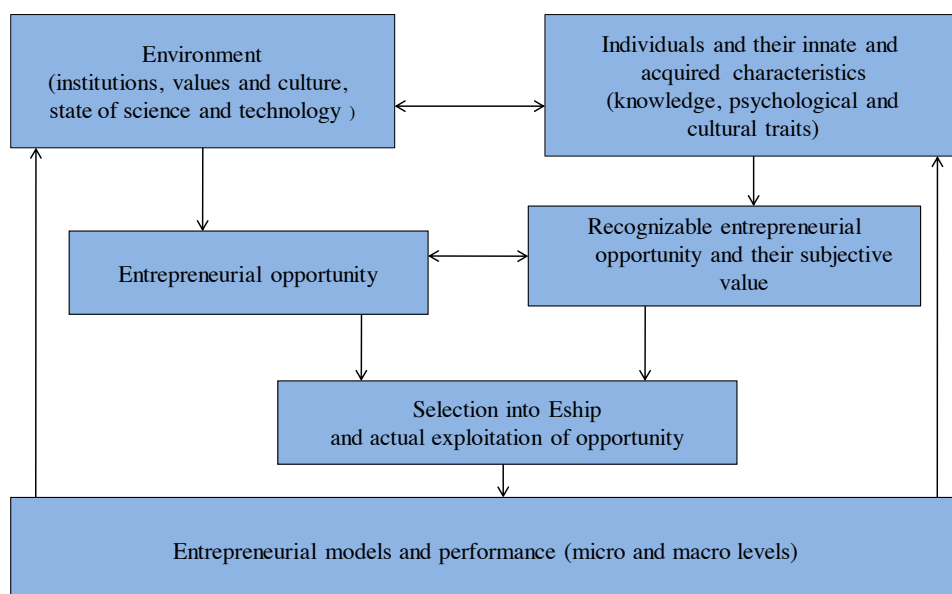 Environment
(institutions, values and culture,
state of science and technology )
Individuals and their innate and
acquired characteristics
(knowledge, psychological and
cultural traits)
Entrepreneurial opportunity
Recognizable entrepreneurial
opportunity and their subjective
value
Selection into Eship
and actual exploitation of opportunity
Entrepreneurial models and performance (micro and macro levels)